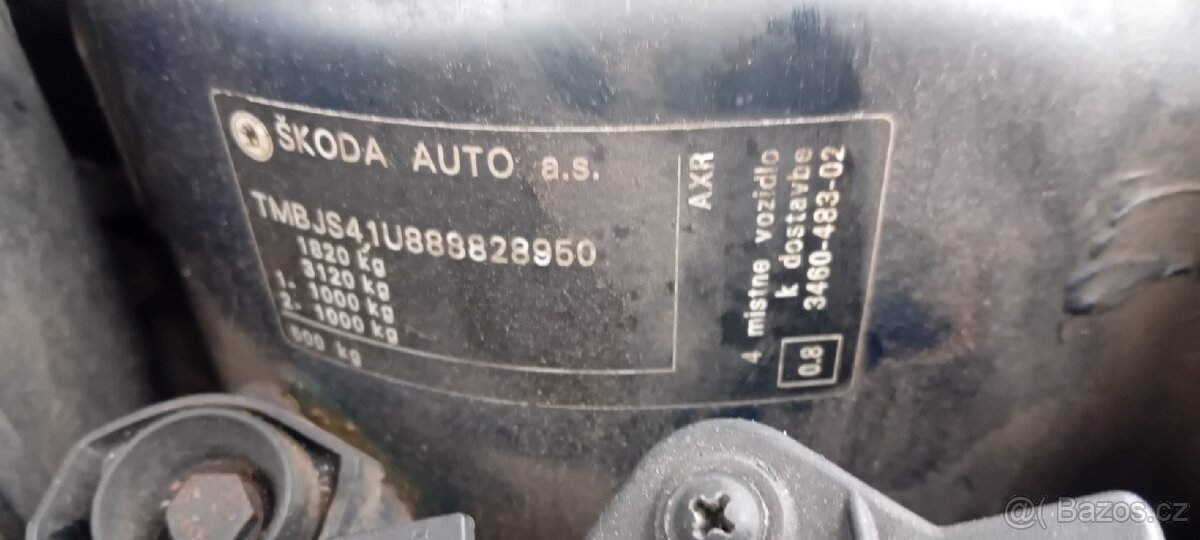 ŠKODA AUTO a.s.
TMBJS41U888828950
1820 kg
3120 kg
1. 1000 kg
2. 1000 kg
600 kg
AXR
4 mistne vozidlo
k dostavbe
3460-483-02
0.8
@( Bazos.cz